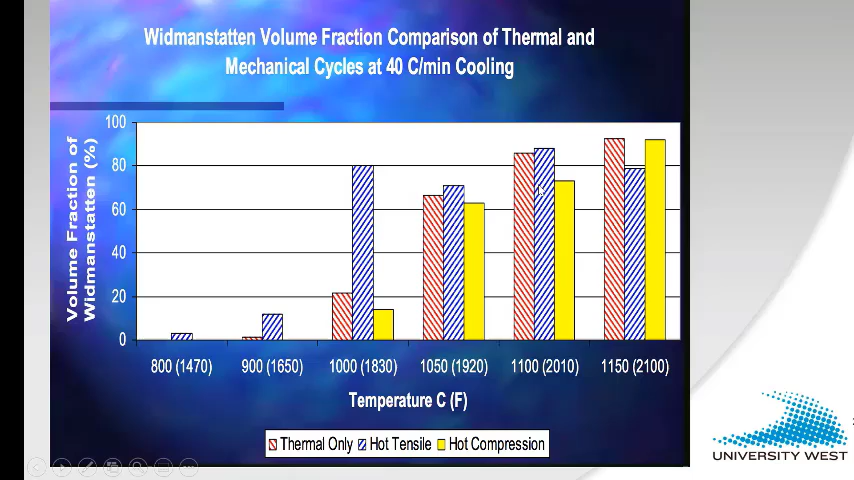 Widmanstatten Volume Fraction Comparison of Thermal and
Mechanical Cycles at 40 C/min Cooling
Volume Fraction of
Widmanstatten (%)
100
80
60
40
20
0
800 (1470) 900 (1650) 1000 (1830) 1050 (1920) 1100 (2010) 1150 (2100)
Temperature C (F)
Thermal Only Hot Tensile Hot Compression
UNIVERSITY WEST